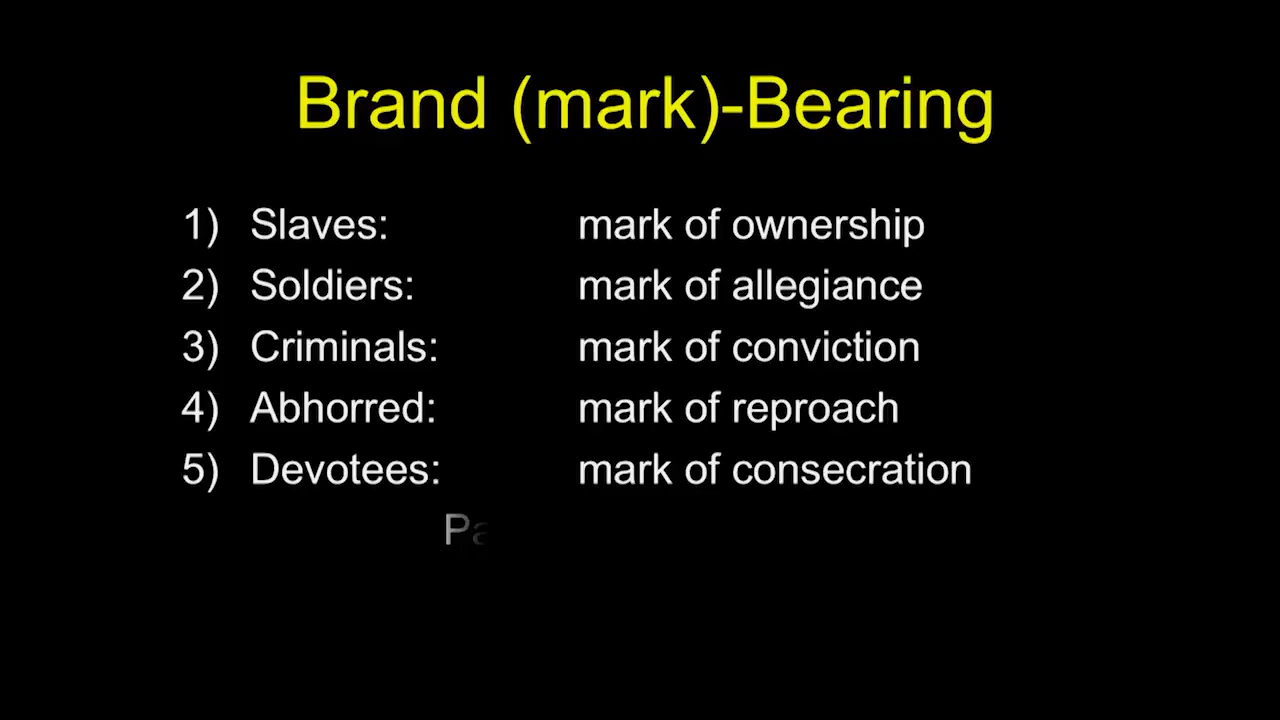 Brand (mark)-Bearing
1) Slaves: mark of ownership
2) Soldiers: mark of allegiance
3) Criminals: mark of conviction
4) Abhorred: mark of reproach
5) Devotees: mark of consecration